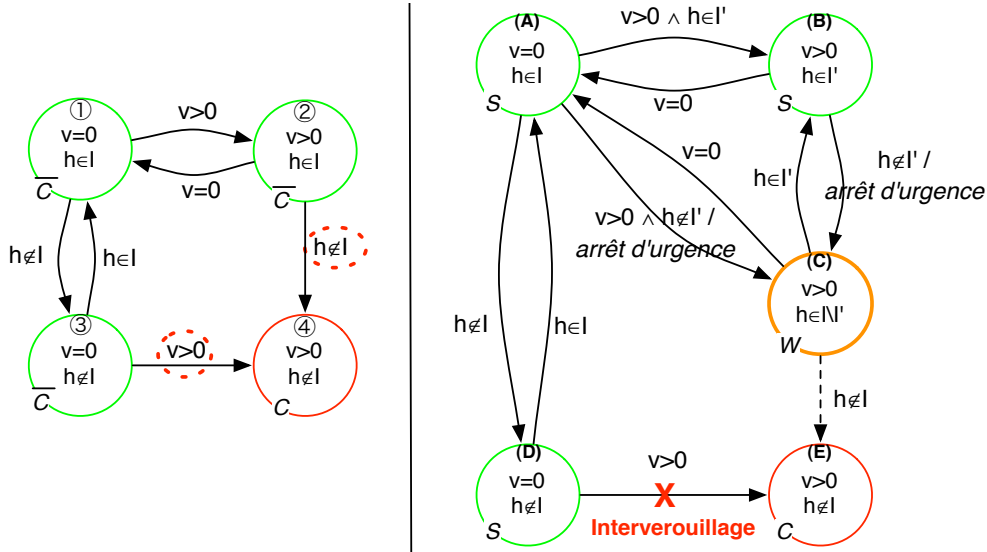 ①
v=0
h∈I
C
v>0
v=0
②
v>0
h∈I
C
h∉I
h∈I
h∉I
③
v=0
h∉I
C
v>0
④
v>0
h∉I
C
(A)
v=0
h∈I
S
v>0 ∧ h∈I'
v=0
(B)
v>0
h∈I'
S
v=0
h∈I'
h∉I' /
arrêt d'urgence
v>0 ∧ h∉I' /
arrêt d'urgence
(C)
v>0
h∈I\I'
W
h∉I
h∈I
h∉I
(D)
v=0
h∉I
S
v>0
X
Interverouillage
(E)
v>0
h∉I
C